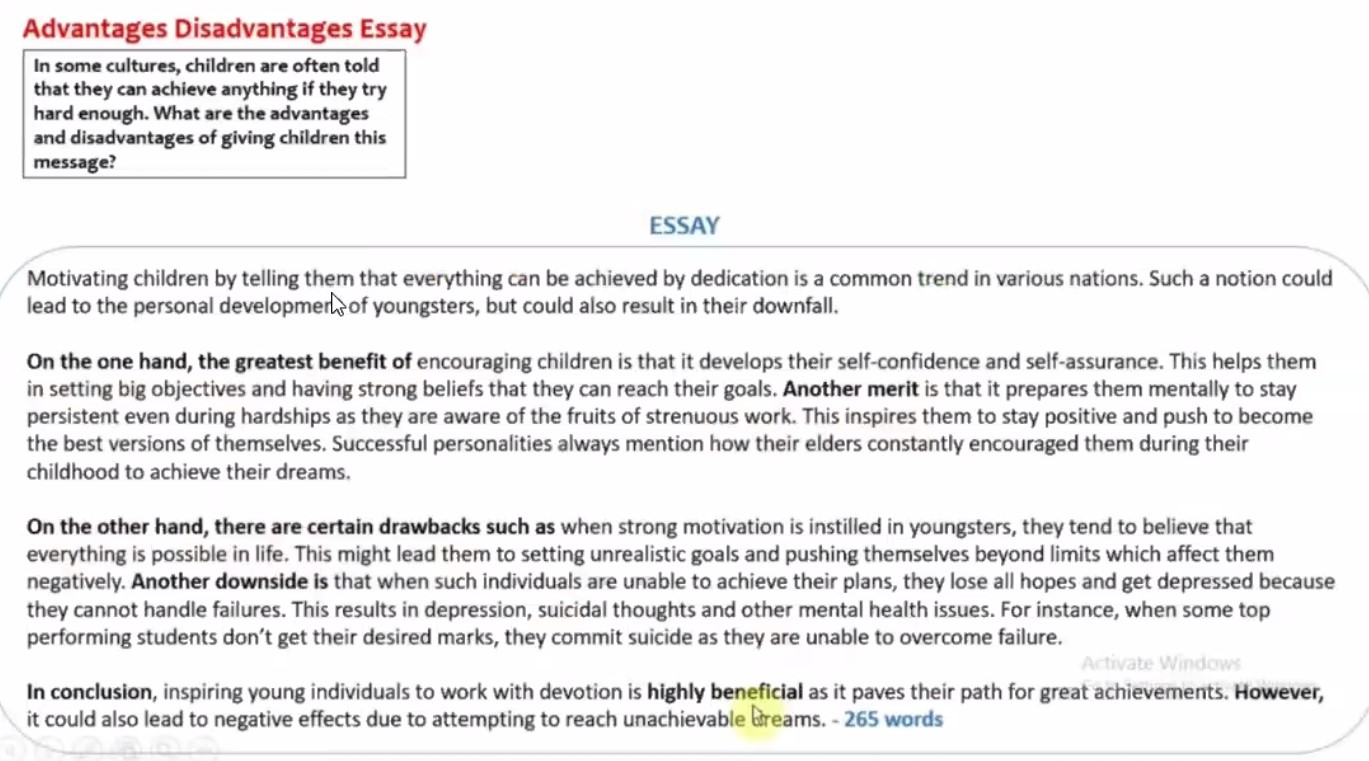 Advantages Disadvantages Essay
In some cultures, children are often told
that they can achieve anything if they try
hard enough. What are the advantages
and disadvantages of giving children this
message?
ESSAY
Motivating children by telling them that everything can be achieved by dedication is a common trend in various nations. Such a notion could
lead to the personal development of youngsters, but could also result in their downfall.
On the one hand, the greatest benefit of encouraging children is that it develops their self-confidence and self-assurance. This helps them
in setting big objectives and having strong beliefs that they can reach their goals. Another merit is that it prepares them mentally to stay
persistent even during hardships as they are aware of the fruits of strenuous work. This inspires them to stay positive and push to become
the best versions of themselves. Successful personalities always mention how their elders constantly encouraged them during their
childhood to achieve their dreams.
On the other hand, there are certain drawbacks such as when strong motivation is instilled in youngsters, they tend to believe that
everything is possible in life. This might lead them to setting unrealistic goals and pushing themselves beyond limits which affect them
negatively. Another downside is that when such individuals are unable to achieve their plans, they lose all hopes and get depressed because
they cannot handle failures. This results in depression, suicidal thoughts and other mental health issues. For instance, when some top
performing students don't get their desired marks, they commit suicide as they are unable to overcome failure.
Activate Windows
In conclusion, inspiring young individuals to work with devotion is highly beneficial as it paves their path for great achievements. However,
it could also lead to negative effects due to attempting to reach unachievable dreams. - 265 words